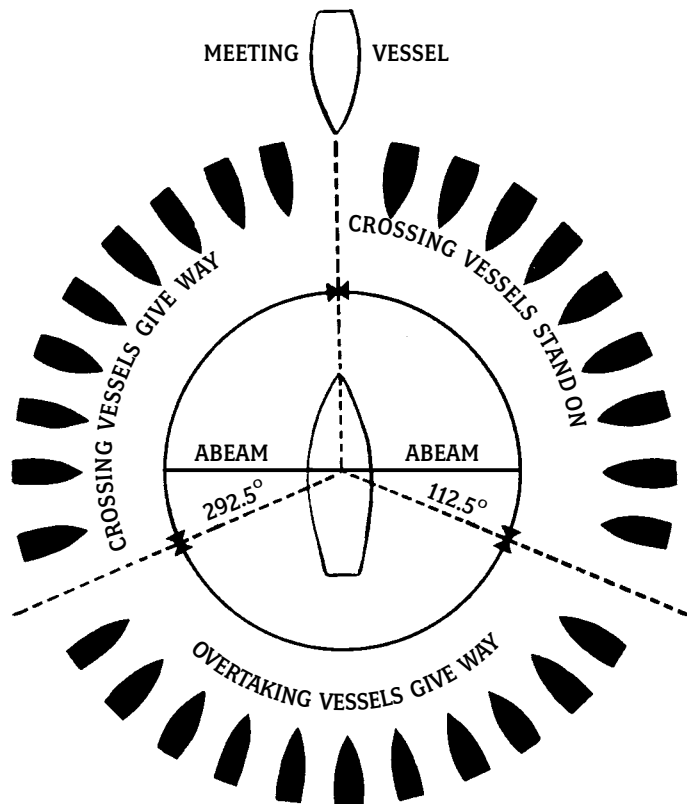 MEETING VESSEL
CROSSING VESSELS GIVE WAY
CROSSING VESSELS STAND ON
ABEAM ABEAM
292.5° 112.5°
OVERTAKING VESSELS GIVE WAY